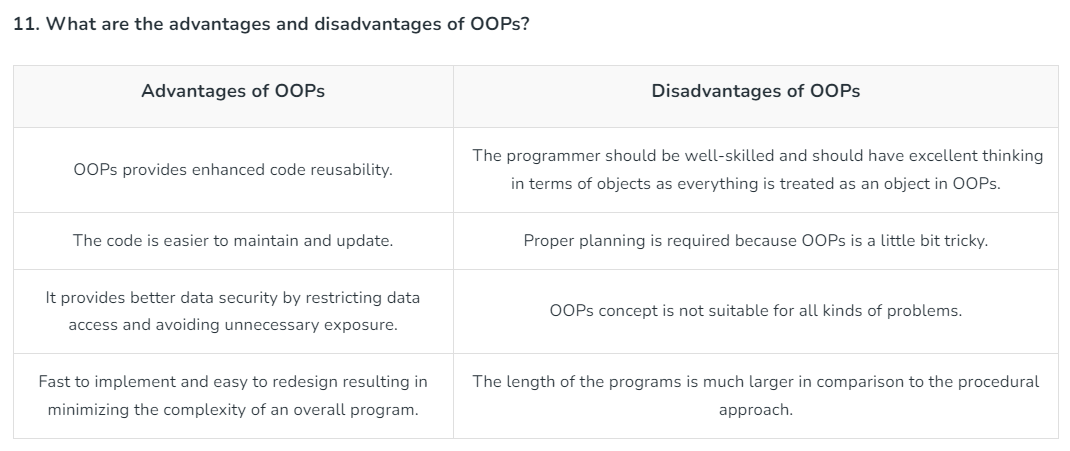 11. What are the advantages and disadvantages of OOPs?
Advantages of OOPs
Disadvantages of OOPs
OOPs provides enhanced code reusability.
The programmer should be well-skilled and should have excellent thinking
in terms of objects as everything is treated as an object in OOPs.
The code is easier to maintain and update.
Proper planning is required because OOPs is a little bit tricky.
It provides better data security by restricting data
access and avoiding unnecessary exposure.
OOPs concept is not suitable for all kinds of problems.
Fast to implement and easy to redesign resulting in
minimizing the complexity of an overall program.
The length of the programs is much larger in comparison to the procedural
approach.